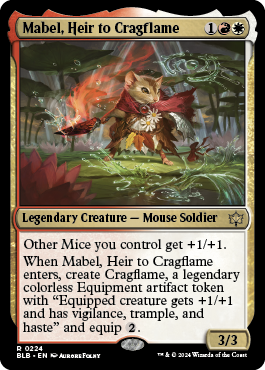 Mabel, Heir to Cragflame 1
Legendary Creature — Mouse Soldier
Other Mice you control get +1/+1.
When Mabel, Heir to Cragflame
enters, create Cragflame, a legendary
colorless Equipment artifact token
with “Equipped creature gets +1/+1
and has vigilance, trample, and
haste” and equip 2.
3/3
R 0224
BLB • EN AURORE FOLNY
™ & © 2024 Wizards of the Coast